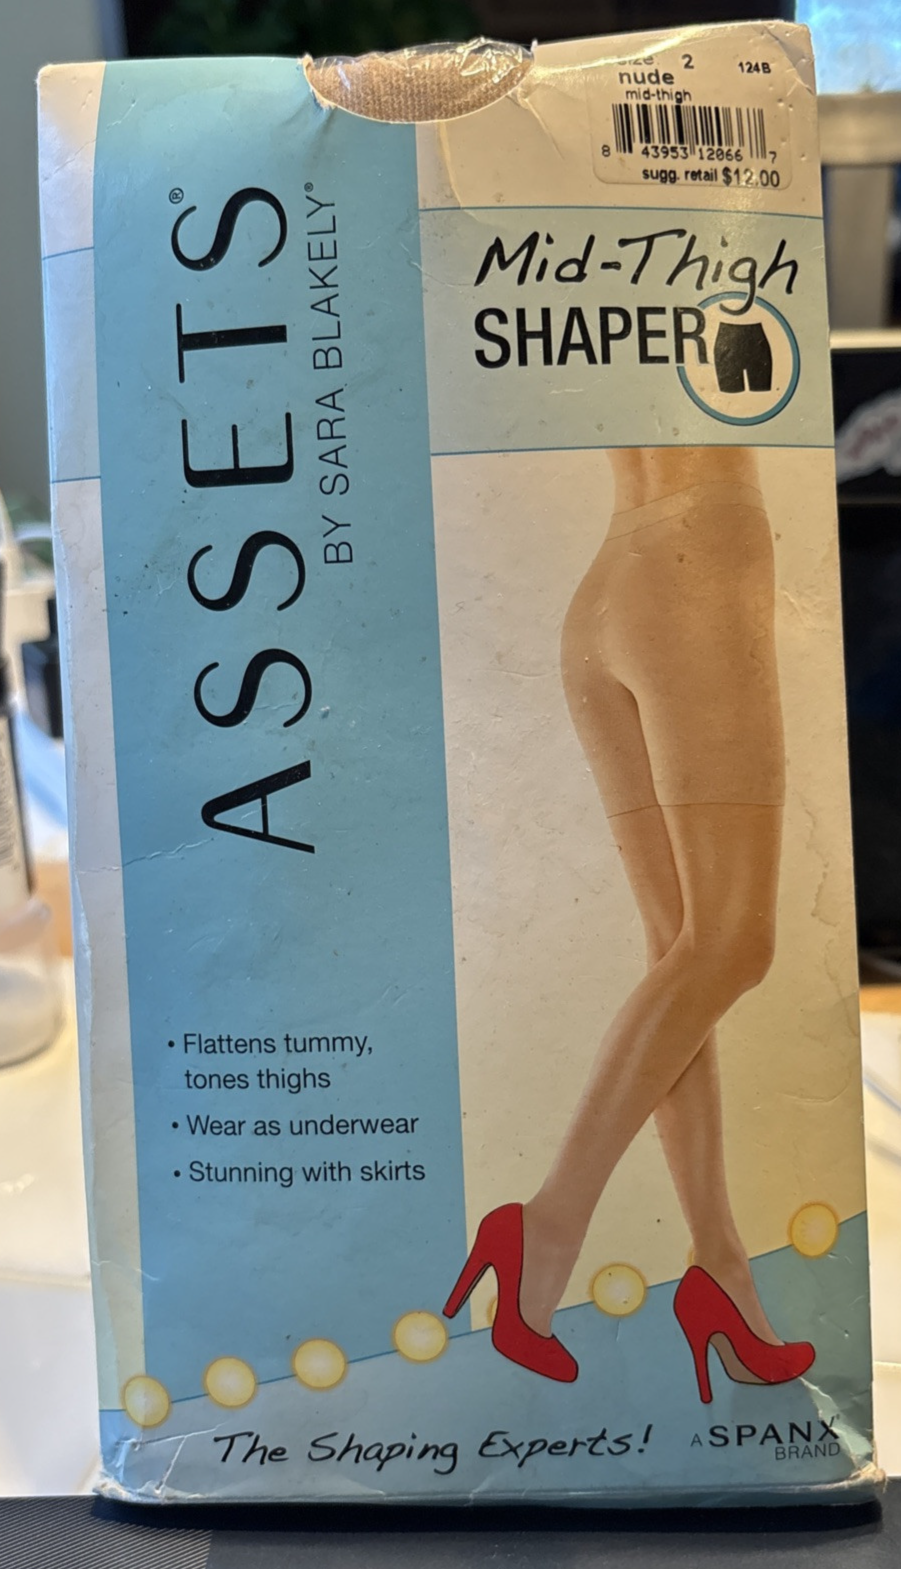 size: 2
124B
nude
mid-thigh
8 43953 12066 7
sugg. retail $12.00
ASSETS®
BY SARA BLAKELY®
Mid-Thigh
SHAPER
• Flattens tummy,
tones thighs
• Wear as underwear
• Stunning with skirts
The Shaping Experts!
A SPANX®
BRAND